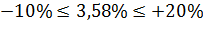 −10% ≤ 3,58% ≤ +20%